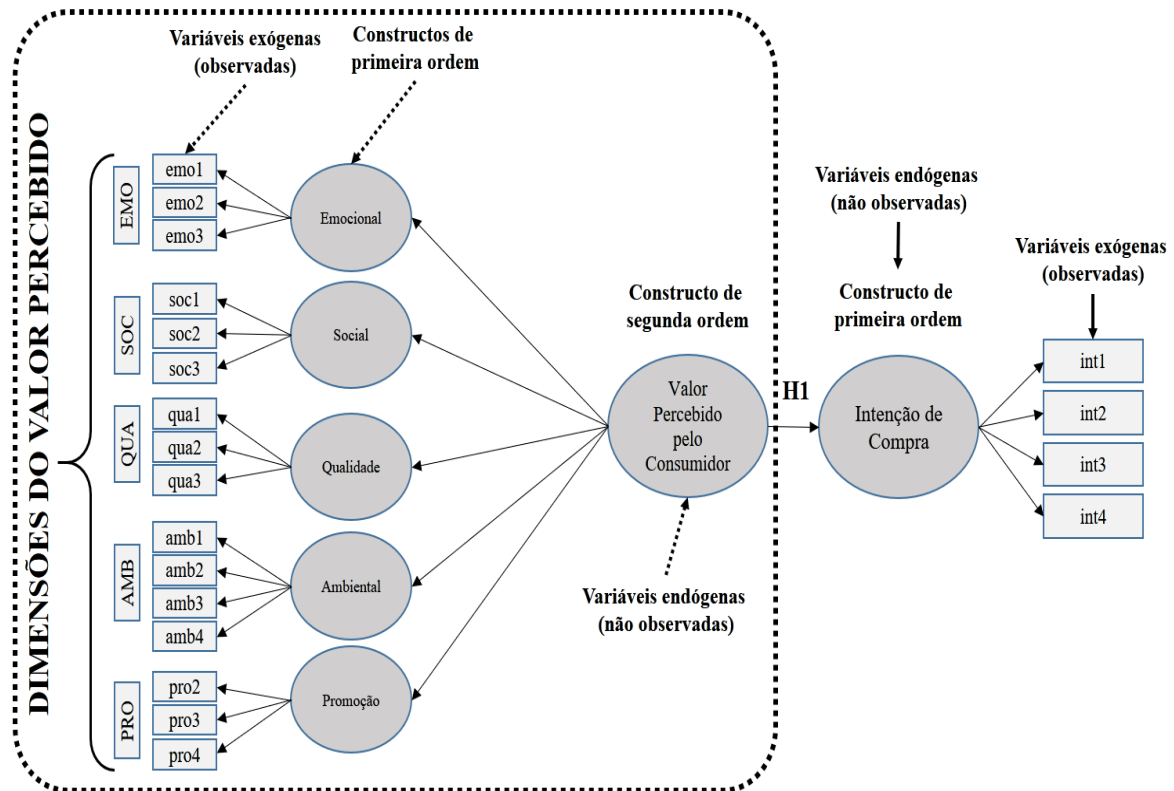 DIMENSÕES DO VALOR PERCEBIDO
Variáveis exógenas
(observadas)
Constructos de
primeira ordem
EMO
emo1
emo2
emo3
Emocional
SOC
soc1
soc2
soc3
Social
QUA
qua1
qua2
qua3
Qualidade
AMB
amb1
amb2
amb3
amb4
Ambiental
PRO
pro2
pro3
pro4
Promoção
Constructo de
segunda ordem
Valor
Percebido
pelo
Consumidor
Variáveis endógenas
(não observadas)
H1
Variáveis endógenas
(não observadas)
Constructo de
primeira ordem
Intenção de
Compra
Variáveis exógenas
(observadas)
int1
int2
int3
int4